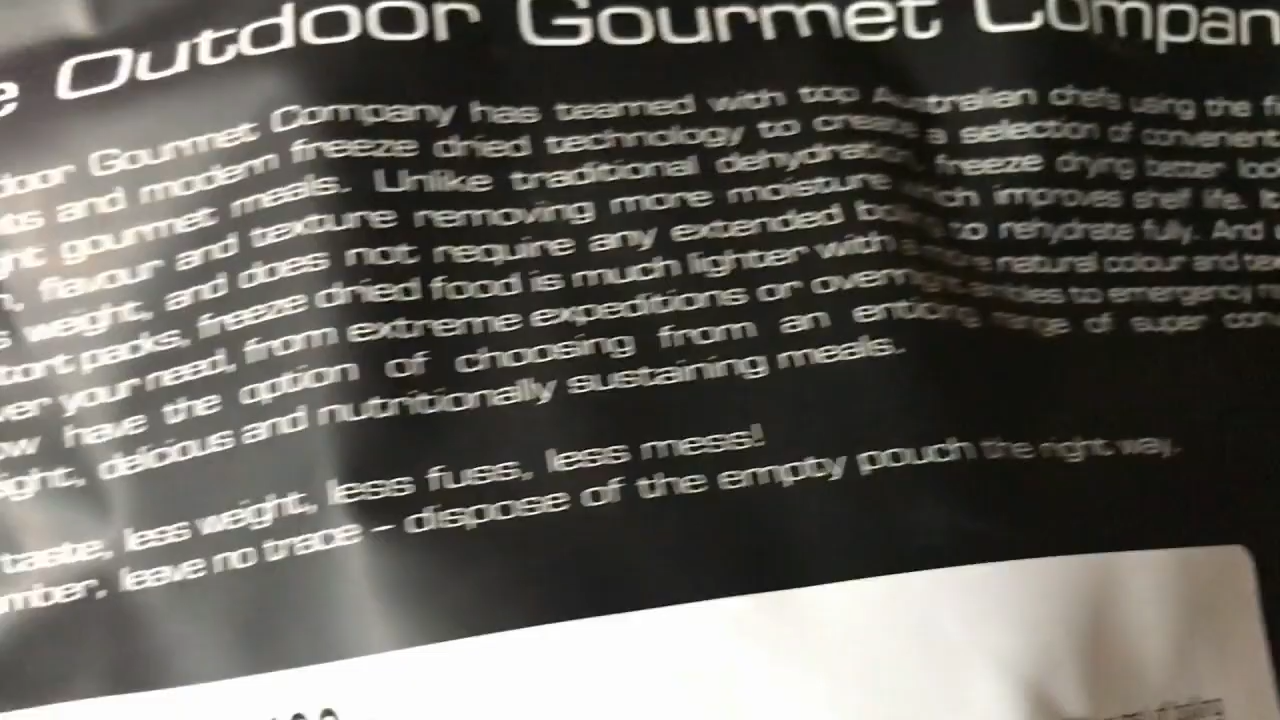 e Outdoor Gourmet Compan
door Gourmet Company has teamed with top Australian chefs using the f
ts and modern freeze dried technology to create a selection of convenient
ght gourmet meals. Unlike traditional dehydration, freeze drying better loc
n, flavour and texture removing more moisture which improves shelf life. It
s weight, and does not require any extended to rehydrate fully. And
tort packs, freeze dried food is much lighter with a more natural colour and tex
ver your need, from extreme expeditions or overnight to emergency
ow have the option of choosing from an enticing range of super con
ight, delicious and nutritionally sustaining meals.
taste, less weight, less fuss, less mess!
mber, leave no trace – dispose of the empty pouch the right way.